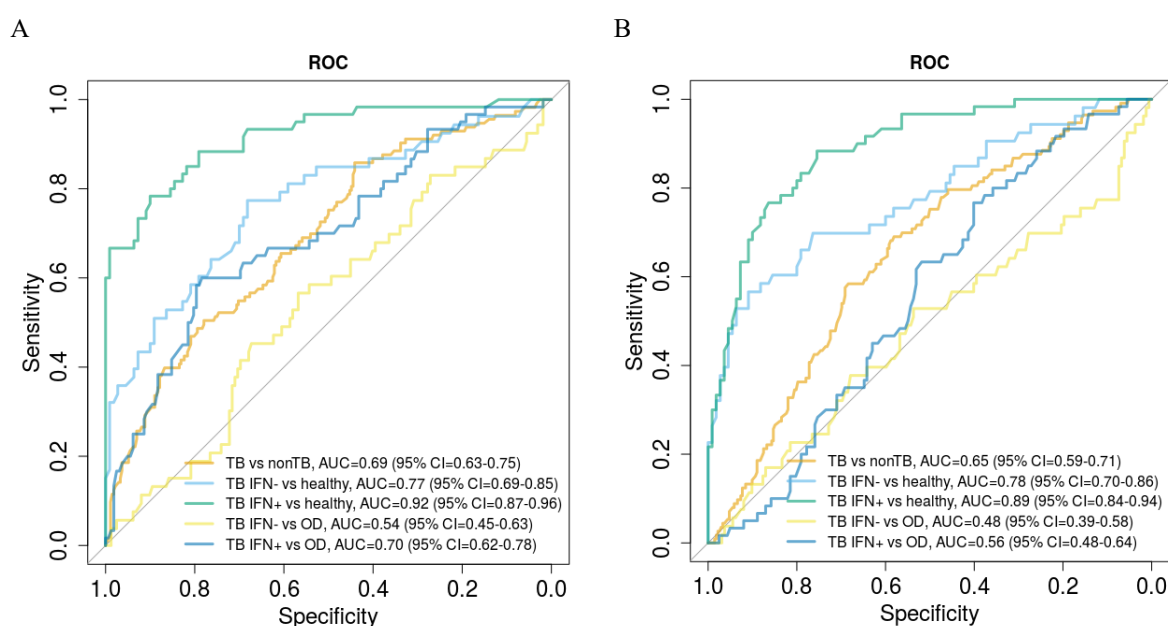 A
ROC
Sensitivity
1.0
0.8
0.6
0.4
0.2
0.0
TB vs nonTB, AUC=0.69 (95% CI=0.63-0.75)
TB IFN- vs healthy, AUC=0.77 (95% CI=0.69-0.85)
TB IFN+ vs healthy, AUC=0.92 (95% CI=0.87-0.96)
TB IFN- vs OD, AUC=0.54 (95% CI=0.45-0.63)
TB IFN+ vs OD, AUC=0.70 (95% CI=0.62-0.78)
1.0 0.8 0.6 0.4 0.2 0.0
Specificity
B
ROC
Sensitivity
1.0
0.8
0.6
0.4
0.2
0.0
TB vs nonTB, AUC=0.65 (95% CI=0.59-0.71)
TB IFN- vs healthy, AUC=0.78 (95% CI=0.70-0.86)
TB IFN+ vs healthy, AUC=0.89 (95% CI=0.84-0.94)
TB IFN- vs OD, AUC=0.48 (95% CI=0.39-0.58)
TB IFN+ vs OD, AUC=0.56 (95% CI=0.48-0.64)
1.0 0.8 0.6 0.4 0.2 0.0
Specificity